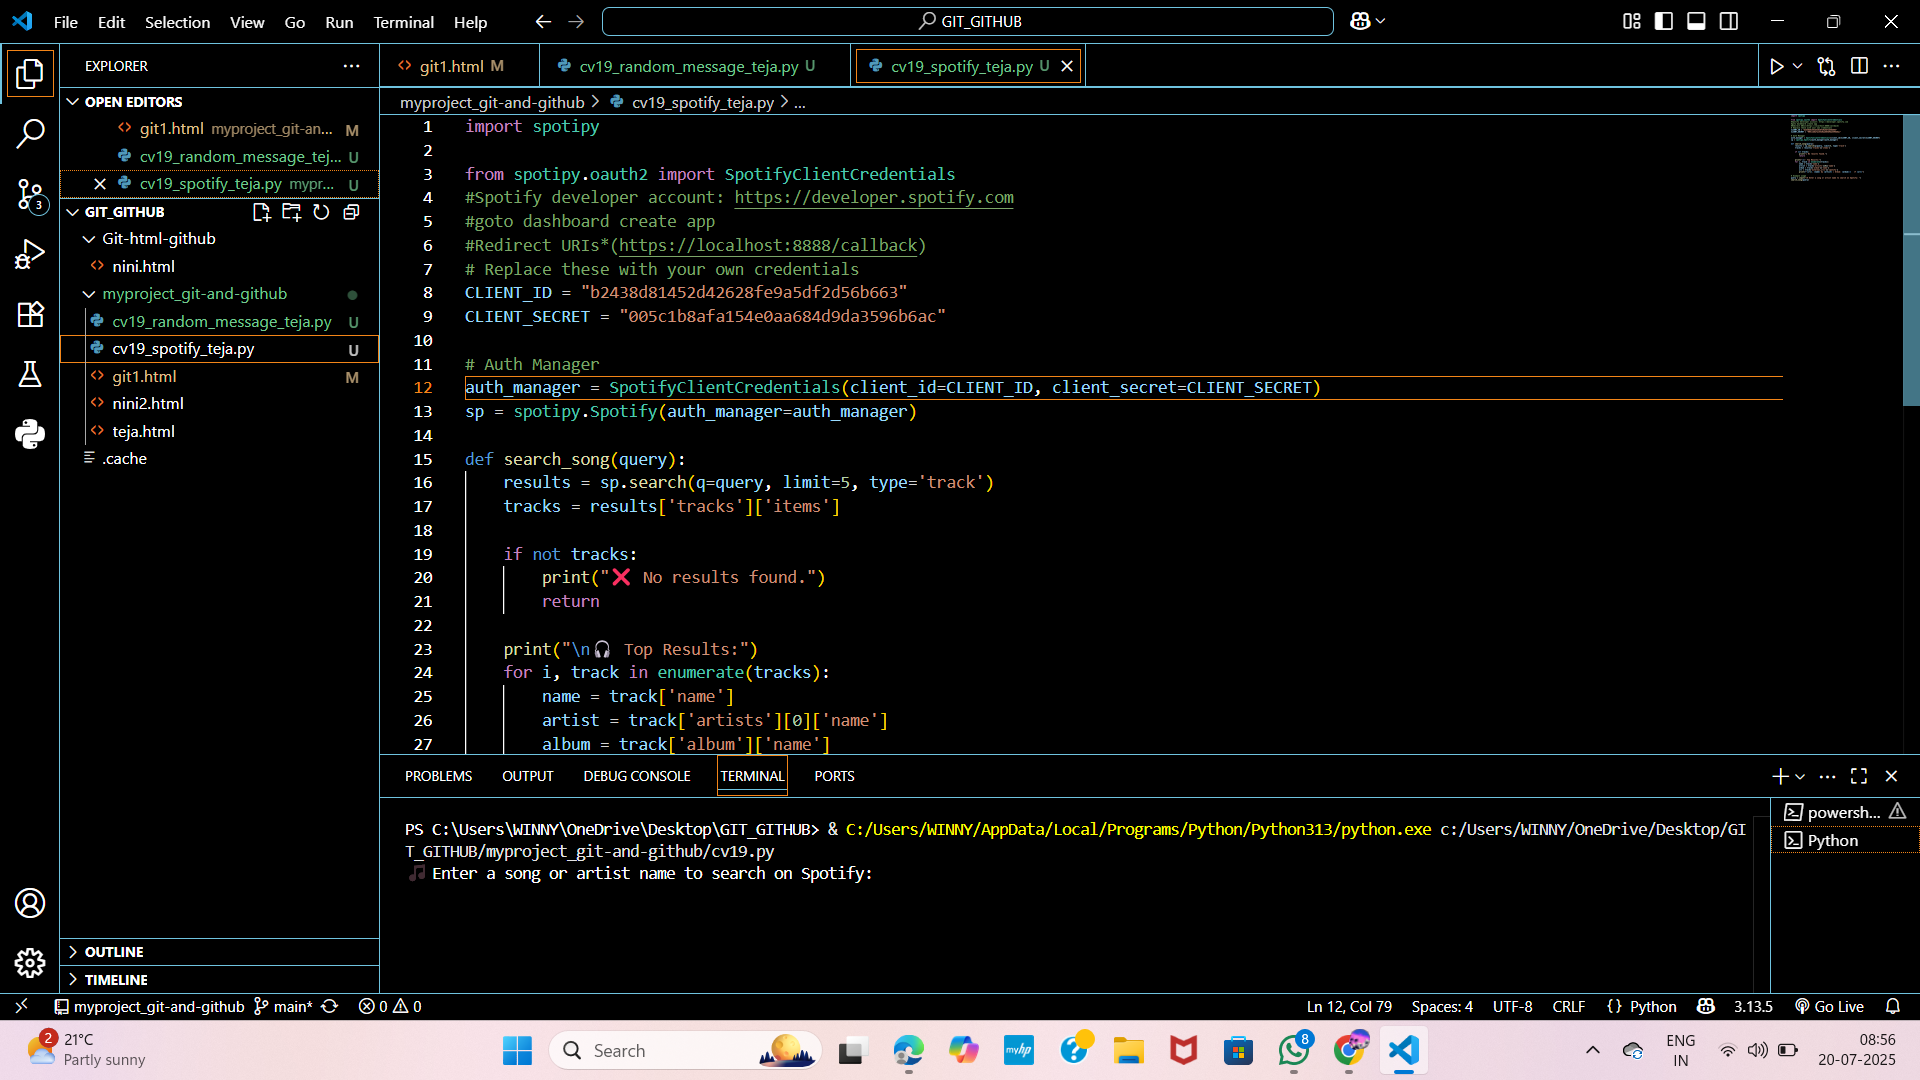 File Edit Selection View Go Run Terminal Help
GIT_GITHUB
EXPLORER
OPEN EDITORS
git1.html myproject_git-an... M
cv19_random_message_tej... U
cv19_spotify_teja.py mypr... U
GIT_GITHUB
Git-html-github
nini.html
myproject_git-and-github
cv19_random_message_teja.py U
cv19_spotify_teja.py U
git1.html M
nini2.html
teja.html
.cache
OUTLINE
TIMELINE
3
git1.html M
cv19_random_message_teja.py U
cv19_spotify_teja.py U
myproject_git-and-github > cv19_spotify_teja.py > ...
1 import spotipy
2
3 from spotipy.oauth2 import SpotifyClientCredentials
4 #Spotify developer account: https://developer.spotify.com
5 #goto dashboard create app
6 #Redirect URIs*(https://localhost:8888/callback)
7 # Replace these with your own credentials
8 CLIENT_ID = "b2438d81452d42628fe9a5df2d56b663"
9 CLIENT_SECRET = "005c1b8afa154e0aa684d9da3596b6ac"
10
11 # Auth Manager
12 auth_manager = SpotifyClientCredentials(client_id=CLIENT_ID, client_secret=CLIENT_SECRET)
13 sp = spotipy.Spotify(auth_manager=auth_manager)
14
15 def search_song(query):
16 results = sp.search(q=query, limit=5, type='track')
17 tracks = results['tracks']['items']
18
19 if not tracks:
20 print("❌ No results found.")
21 return
22
23 print("\n🎧 Top Results:")
24 for i, track in enumerate(tracks):
25 name = track['name']
26 artist = track['artists'][0]['name']
27 album = track['album']['name']
PROBLEMS OUTPUT DEBUG CONSOLE TERMINAL PORTS
PS C:\Users\WINNY\OneDrive\Desktop\GIT_GITHUB> & C:/Users/WINNY/AppData/Local/Programs/Python/Python313/python.exe c:/Users/WINNY/OneDrive/Desktop/GI
T_GITHUB/myproject_git-and-github/cv19.py
🎵 Enter a song or artist name to search on Spotify:
powersh...
Python
myproject_git-and-github main* 0 0
Ln 12, Col 79 Spaces: 4 UTF-8 CRLF {} Python 3.13.5 Go Live
2
21°C
Partly sunny
Search
myhp
8
ENG
IN
08:56
20-07-2025